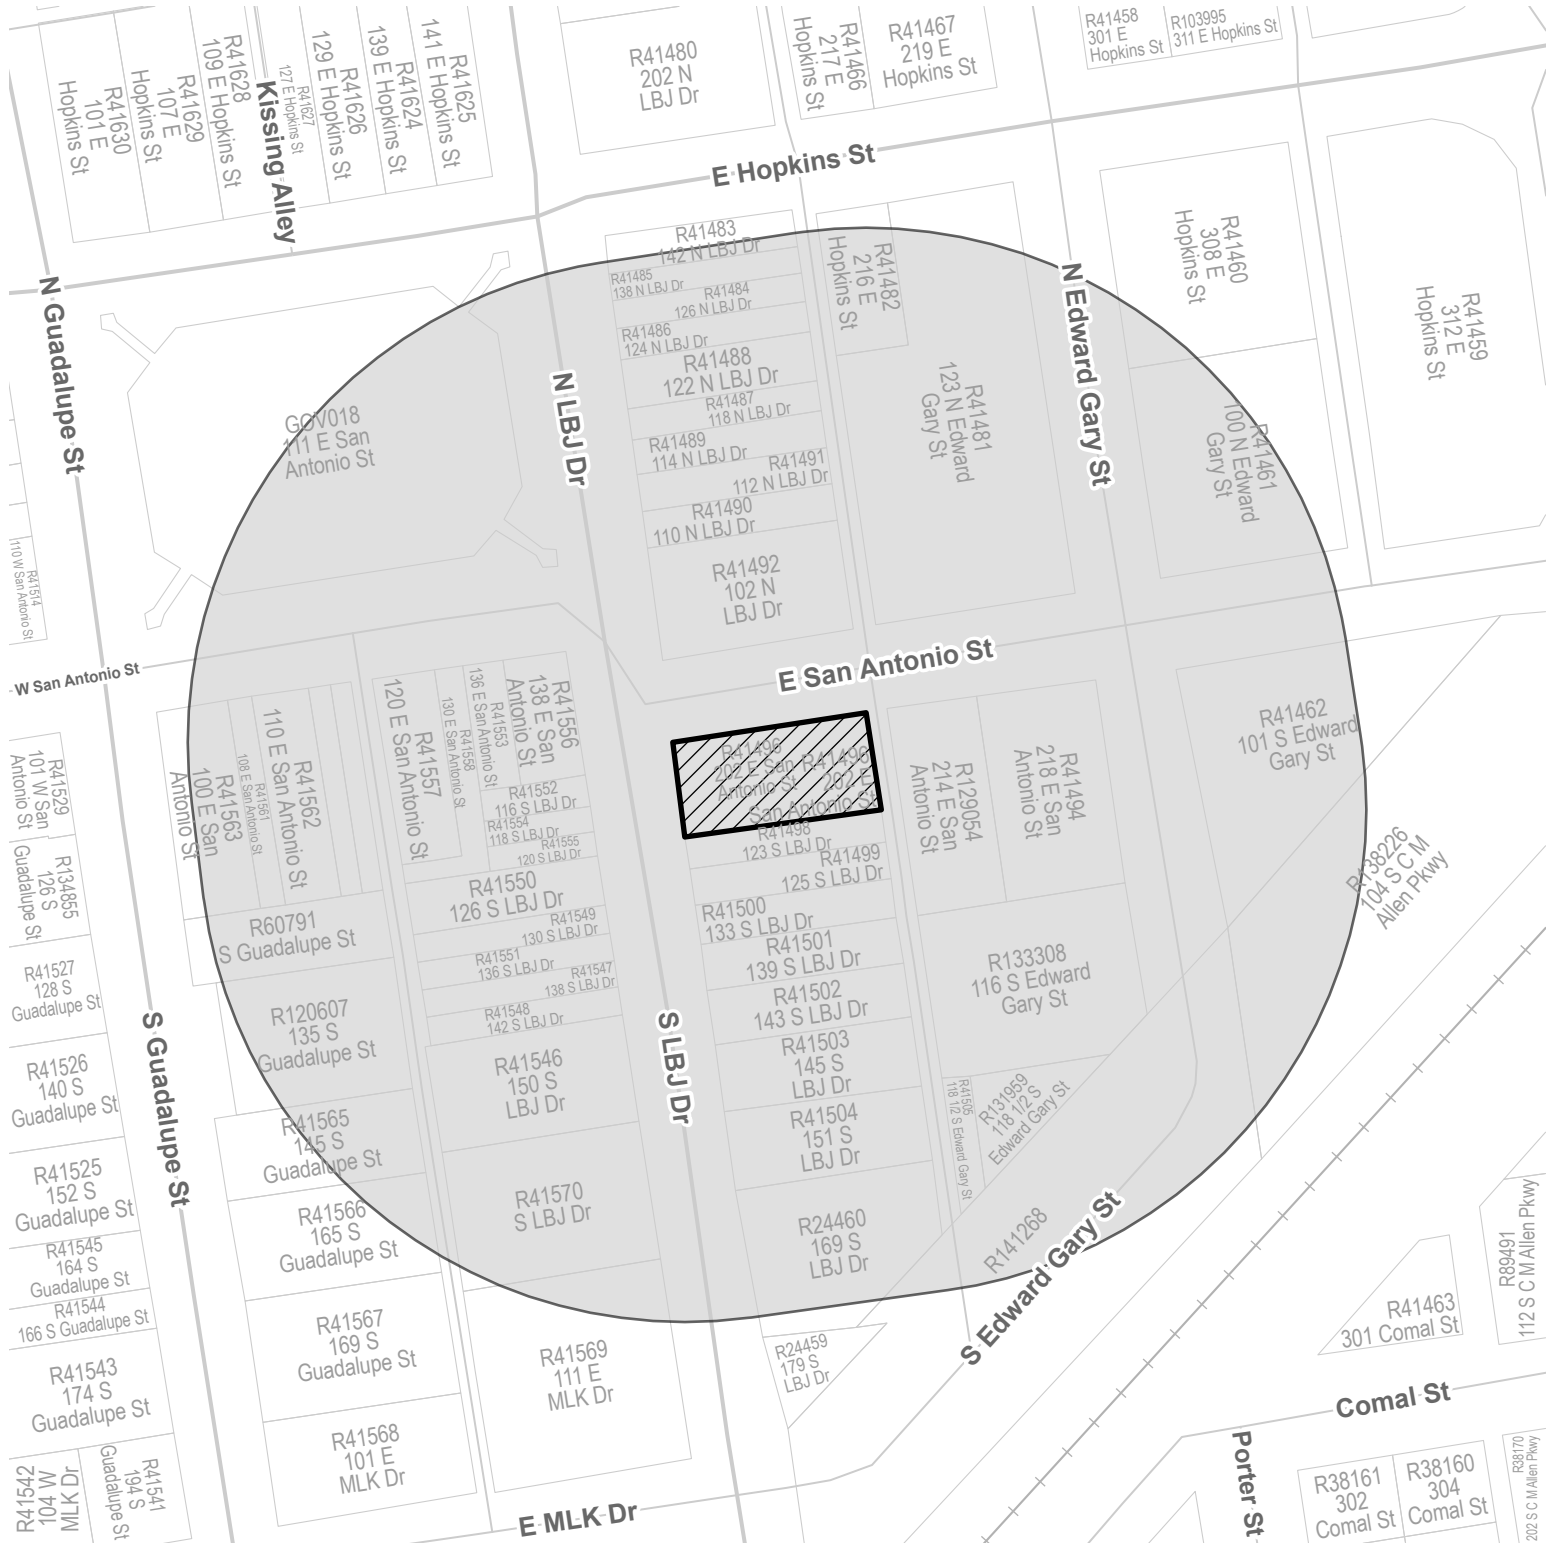 R41630
101 E
Hopkins St
R41629
107 E
Hopkins St
R41628
109 E Hopkins St
Kissing Alley
R41627
127 E Hopkins St
R41626
129 E Hopkins St
R41624
139 E Hopkins St
R41625
141 E Hopkins St
R41480
202 N
LBJ Dr
R41466
217 E
Hopkins St
R41467
219 E
Hopkins St
R41458
301 E
Hopkins St
R103995
311 E Hopkins St
E Hopkins St
N Guadalupe St
R41483
142 N LBJ Dr
R41485
138 N LBJ Dr
R41484
126 N LBJ Dr
R41486
124 N LBJ Dr
R41488
122 N LBJ Dr
R41487
118 N LBJ Dr
R41489
114 N LBJ Dr
R41491
112 N LBJ Dr
R41490
110 N LBJ Dr
R41492
102 N
LBJ Dr
R41482
216 E
Hopkins St
R41481
123 N Edward
Gary St
N Edward Gary St
R41460
308 E
Hopkins St
R41459
312 E
Hopkins St
R41461
100 N Edward
Gary St
GOV018
111 E San
Antonio St
N LBJ Dr
R41514
110 W San Antonio St
W San Antonio St
E San Antonio St
R41529
101 W San
Antonio St
R134855
126 S
Guadalupe St
R41563
100 E San
Antonio St
R41561
108 E San Antonio St
R41562
110 E San Antonio St
R41557
120 E San Antonio St
R41558
130 E San Antonio St
R41553
136 E San Antonio St
R41556
138 E San
Antonio St
R41552
116 S LBJ Dr
R41554
118 S LBJ Dr
R41555
120 S LBJ Dr
R41550
126 S LBJ Dr
R41549
130 S LBJ Dr
R41551
136 S LBJ Dr
R41547
138 S LBJ Dr
R41548
142 S LBJ Dr
R41546
150 S
LBJ Dr
R41570
S LBJ Dr
R41496
202 E San
Antonio St
R41496
202 E
San Antonio St
R41498
123 S LBJ Dr
R41499
125 S LBJ Dr
R41500
133 S LBJ Dr
R41501
139 S LBJ Dr
R41502
143 S LBJ Dr
R41503
145 S
LBJ Dr
R41504
151 S
LBJ Dr
R24460
169 S
LBJ Dr
R129054
214 E San
Antonio St
R41494
218 E San
Antonio St
R41462
101 S Edward
Gary St
R138226
104 S C M
Allen Pkwy
R133308
116 S Edward
Gary St
R41505
118 1/2 S Edward Gary St
R131959
118 1/2 S
Edward Gary St
R141268
S Edward Gary St
R60791
S Guadalupe St
R120607
135 S
Guadalupe St
R41565
145 S
Guadalupe St
R41566
165 S
Guadalupe St
R41567
169 S
Guadalupe St
R41568
101 E
MLK Dr
R41569
111 E
MLK Dr
S Guadalupe St
S LBJ Dr
R41527
128 S
Guadalupe St
R41526
140 S
Guadalupe St
R41525
152 S
Guadalupe St
R41545
164 S
Guadalupe St
R41544
166 S Guadalupe St
R41543
174 S
Guadalupe St
R41542
104 W
MLK Dr
R41541
194 S
Guadalupe St
R24459
179 S
LBJ Dr
E MLK Dr
R89491
112 S C M Allen Pkwy
R41463
301 Comal St
Comal St
Porter St
R38161
302
Comal St
R38160
304
Comal St
R38170
202 S C M Allen Pkwy